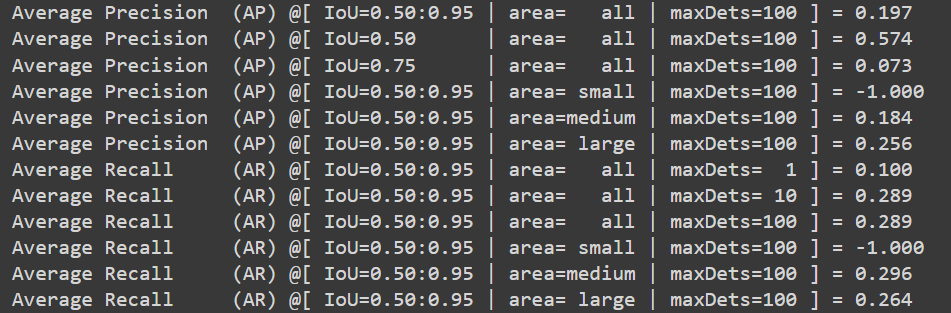 Average Precision  (AP) @[ IoU=0.50:0.95 | area=   all | maxDets=100 ] = 0.197
Average Precision  (AP) @[ IoU=0.50      | area=   all | maxDets=100 ] = 0.574
Average Precision  (AP) @[ IoU=0.75      | area=   all | maxDets=100 ] = 0.073
Average Precision  (AP) @[ IoU=0.50:0.95 | area= small | maxDets=100 ] = -1.000
Average Precision  (AP) @[ IoU=0.50:0.95 | area=medium | maxDets=100 ] = 0.184
Average Precision  (AP) @[ IoU=0.50:0.95 | area= large | maxDets=100 ] = 0.256
Average Recall     (AR) @[ IoU=0.50:0.95 | area=   all | maxDets=  1 ] = 0.100
Average Recall     (AR) @[ IoU=0.50:0.95 | area=   all | maxDets= 10 ] = 0.289
Average Recall     (AR) @[ IoU=0.50:0.95 | area=   all | maxDets=100 ] = 0.289
Average Recall     (AR) @[ IoU=0.50:0.95 | area= small | maxDets=100 ] = -1.000
Average Recall     (AR) @[ IoU=0.50:0.95 | area=medium | maxDets=100 ] = 0.296
Average Recall     (AR) @[ IoU=0.50:0.95 | area= large | maxDets=100 ] = 0.264